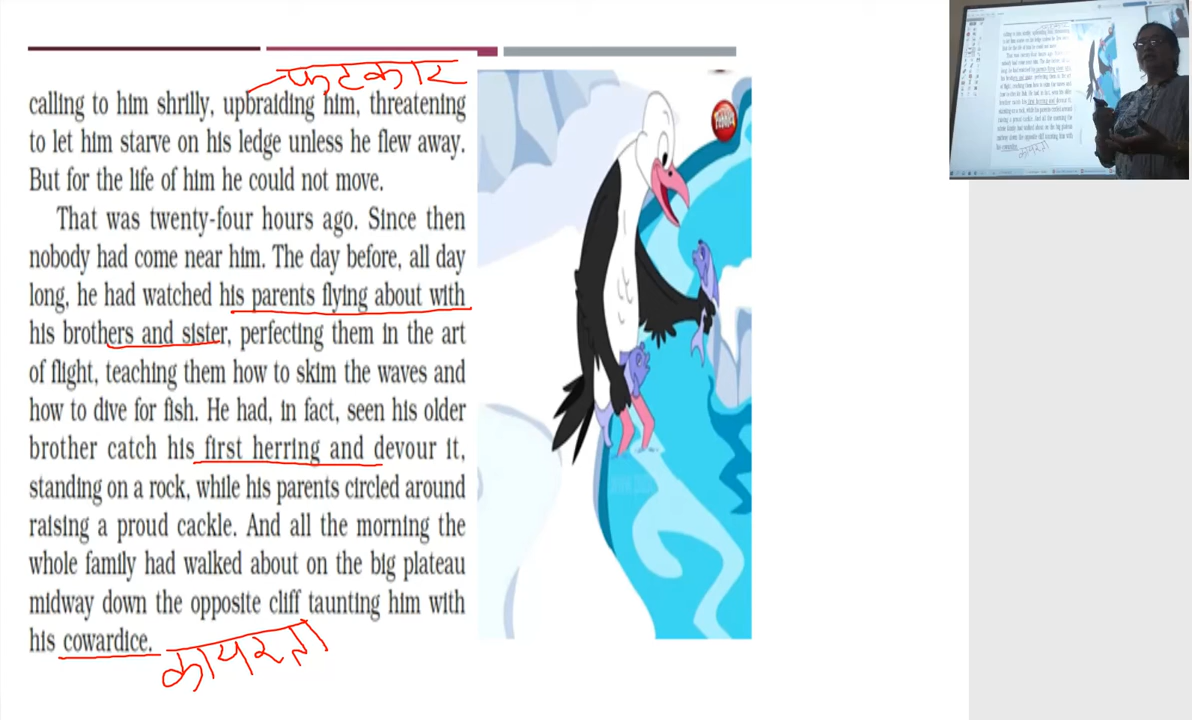 फटकार
calling to him shrilly, upbraiding him, threatening
to let him starve on his ledge unless he flew away.
But for the life of him he could not move.
That was twenty-four hours ago. Since then
nobody had come near him. The day before, all day
long, he had watched his parents flying about with
his brothers and sister, perfecting them in the art
of flight, teaching them how to skim the waves and
how to dive for fish. He had, in fact, seen his older
brother catch his first herring and devour it,
standing on a rock, while his parents circled around
raising a proud cackle. And all the morning the
whole family had walked about on the big plateau
midway down the opposite cliff taunting him with
his cowardice.
कायरता